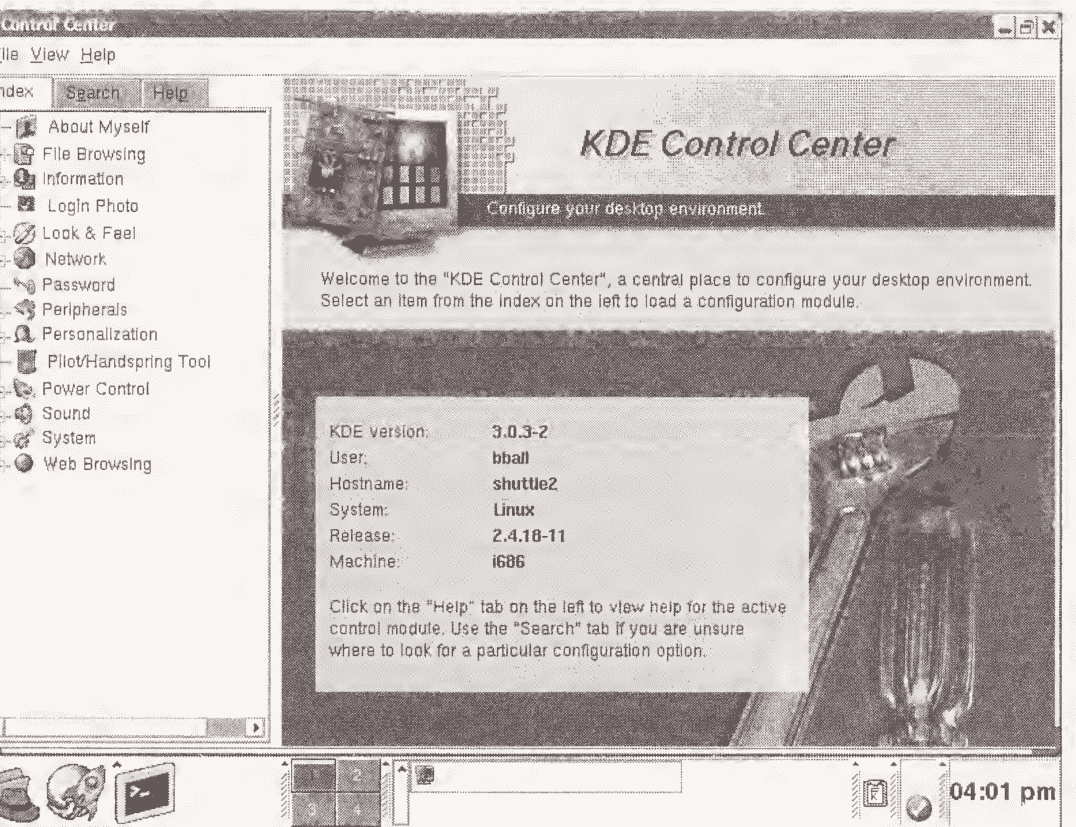 Control Center
ile View Help
ndex Search Help
About Myself
File Browsing
Information
Login Photo
Look & Feel
Network
Password
Peripherals
Personalization
Pilot/Handspring Tool
Power Control
Sound
System
Web Browsing
KDE Control Center
Configure your desktop environment.
Welcome to the "KDE Control Center", a central place to configure your desktop environment.
Select an item from the index on the left to load a configuration module.
KDE version: 3.0.3-2
User: bball
Hostname: shuttle2
System: Linux
Release: 2.4.18-11
Machine: i686
Click on the "Help" tab on the left to view help for the active
control module. Use the "Search" tab if you are unsure
where to look for a particular configuration option.
1 2
3 4
04:01 pm